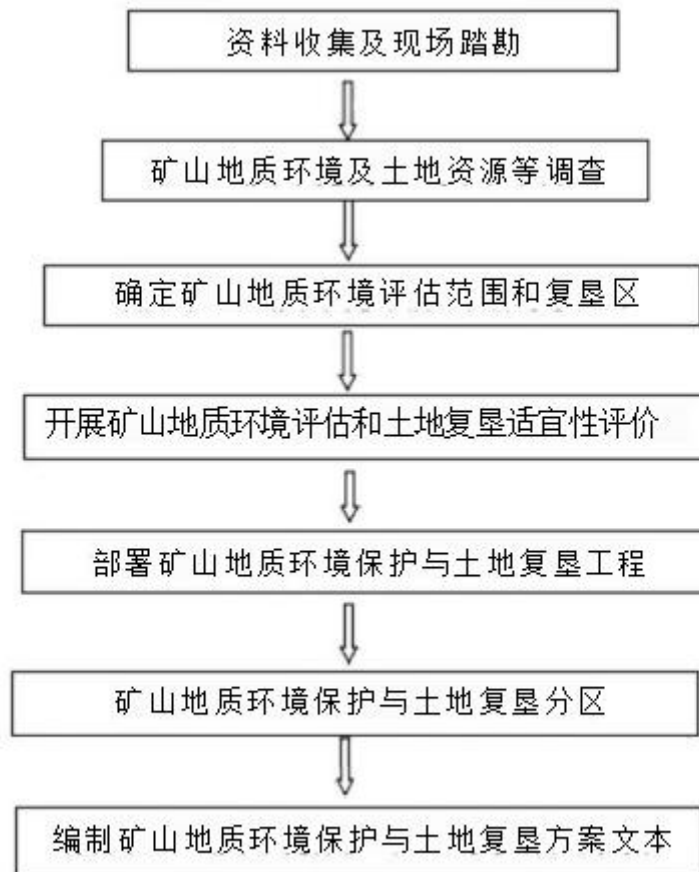 资料收集及现场踏勘
矿山地质环境及土地资源等调查
确定矿山地质环境评估范围和复垦区
开展矿山地质环境评估和土地复垦适宜性评价
部署矿山地质环境保护与土地复垦工程
矿山地质环境保护与土地复垦分区
编制矿山地质环境保护与土地复垦方案文本